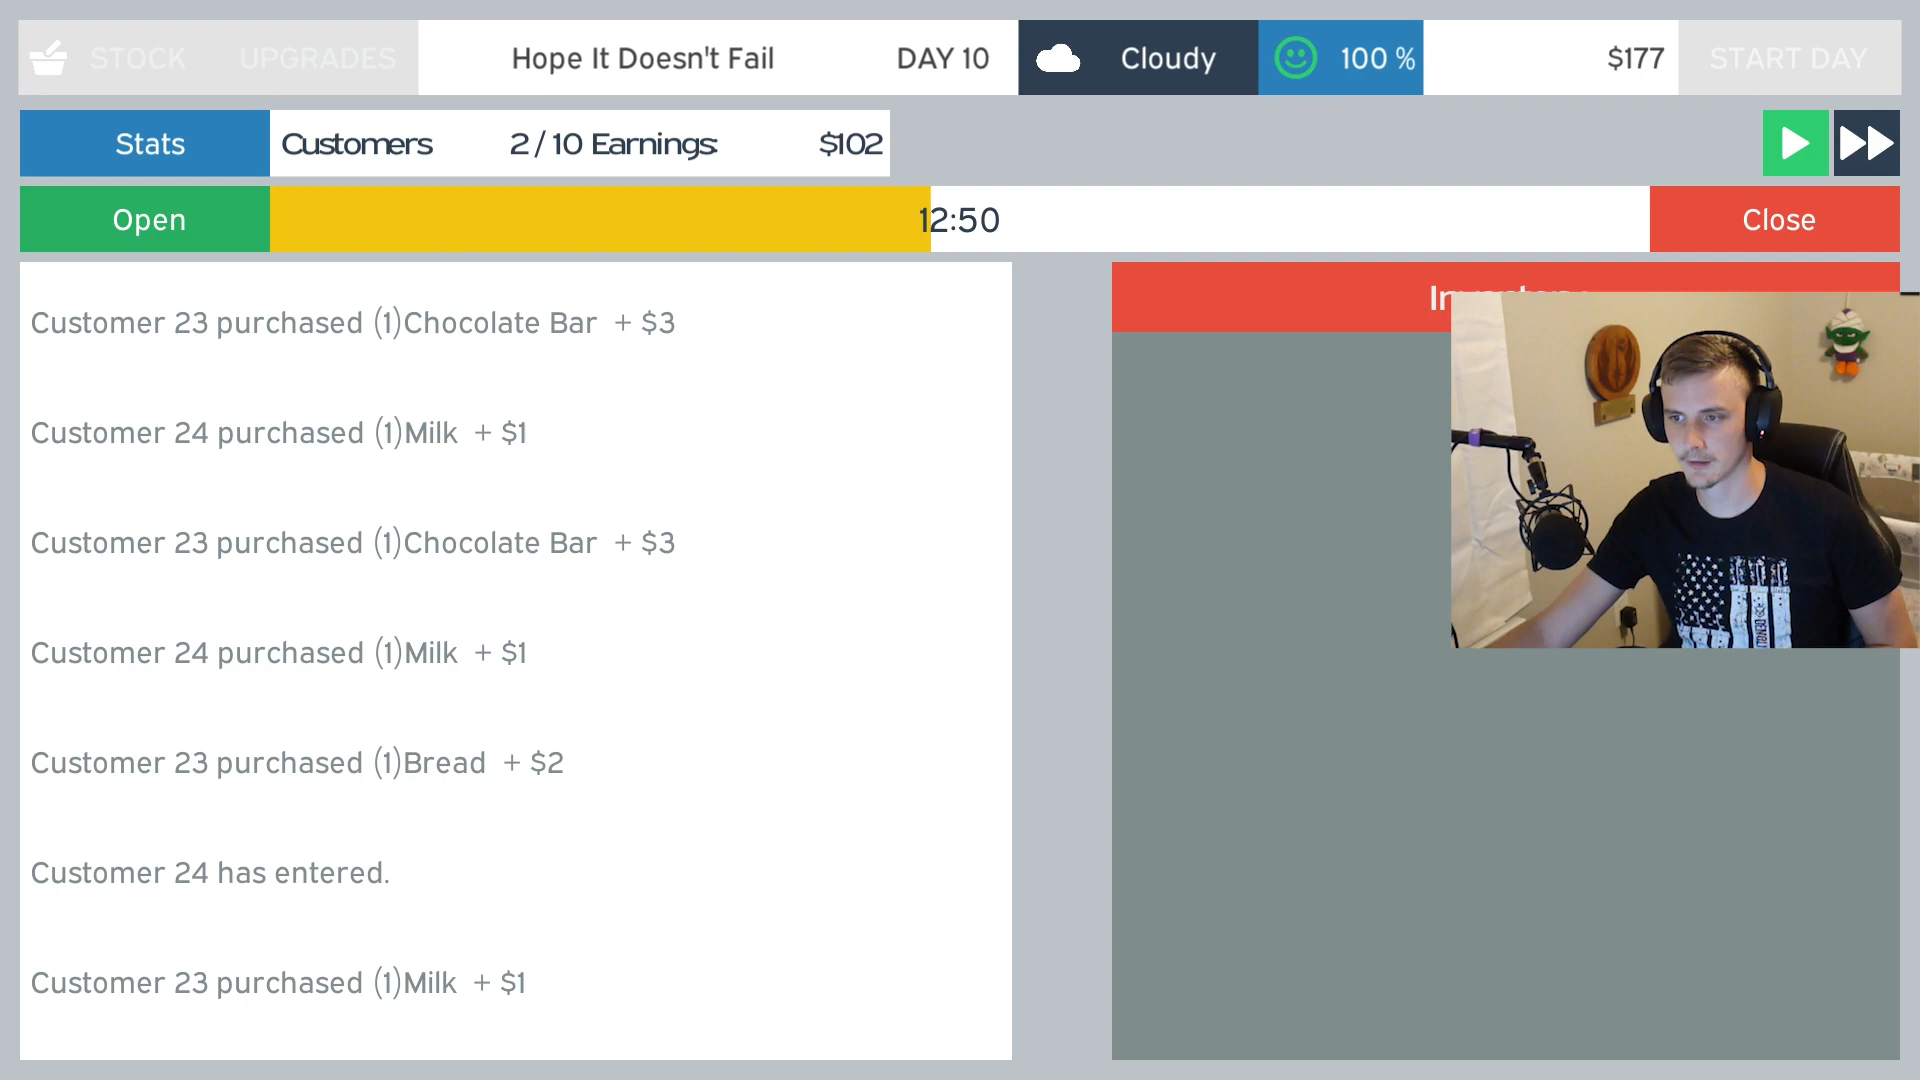 STOCK UPGRADES Hope It Doesn't Fail DAY 10 Cloudy 100 % $177 START DAY
Stats Customers 2 / 10 Earnings: $102
Open 12:50 Close
Customer 23 purchased (1)Chocolate Bar + $3
Customer 24 purchased (1)Milk + $1
Customer 23 purchased (1)Chocolate Bar + $3
Customer 24 purchased (1)Milk + $1
Customer 23 purchased (1)Bread + $2
Customer 24 has entered.
Customer 23 purchased (1)Milk + $1